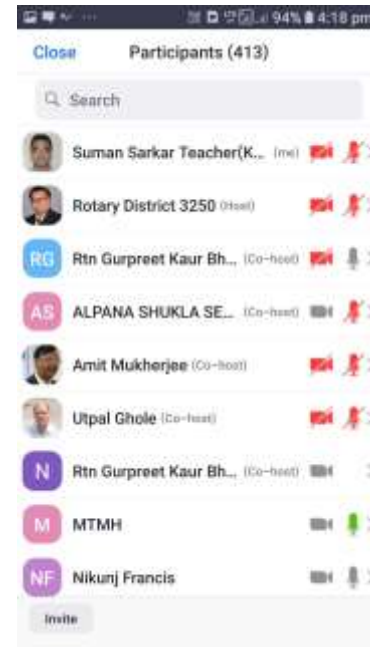 94% 4:18 pm
Close Participants (413)
Search
Suman Sarkar Teacher(K... (me)
Rotary District 3250 (Host)
RG Rtn Gurpreet Kaur Bh... (Co-host)
AS ALPANA SHUKLA SE... (Co-host)
Amit Mukherjee (Co-host)
Utpal Ghole (Co-host)
N Rtn Gurpreet Kaur Bh... (Co-host)
M MTMH
NF Nikunj Francis
Invite